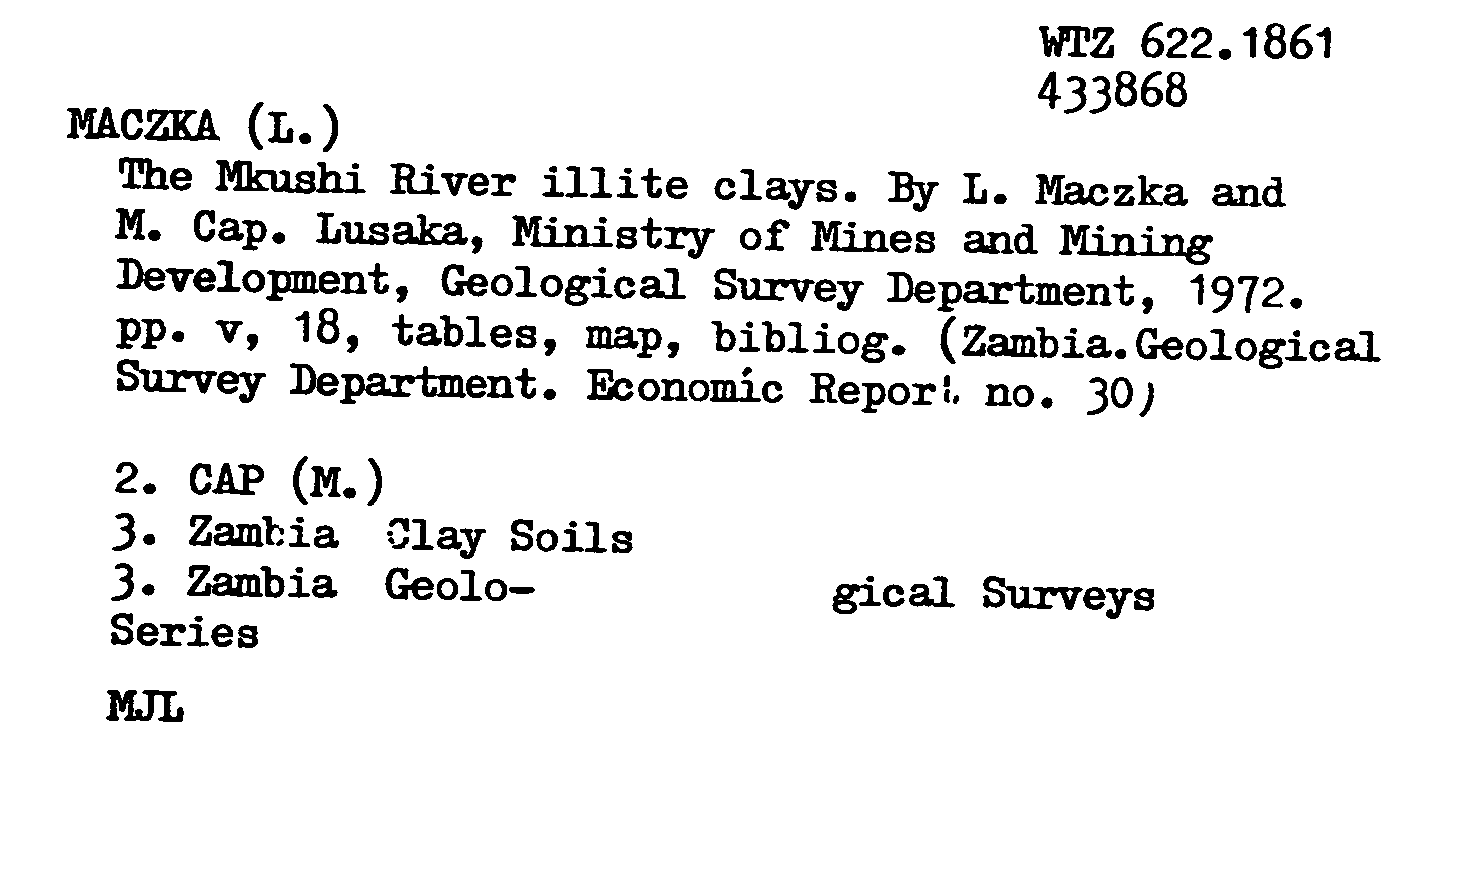 WTZ 622.1861
433868
MACZKA (L.)
The Mkushi River illite clays. By L. Maczka and
M. Cap. Lusaka, Ministry of Mines and Mining
Development, Geological Survey Department, 1972.
pp. v, 18, tables, map, bibliog. (Zambia.Geological
Survey Department. Economic Report no. 30)
2. CAP (M.)
3. Zambia Clay Soils
3. Zambia Geolo- gical Surveys
Series
MJL